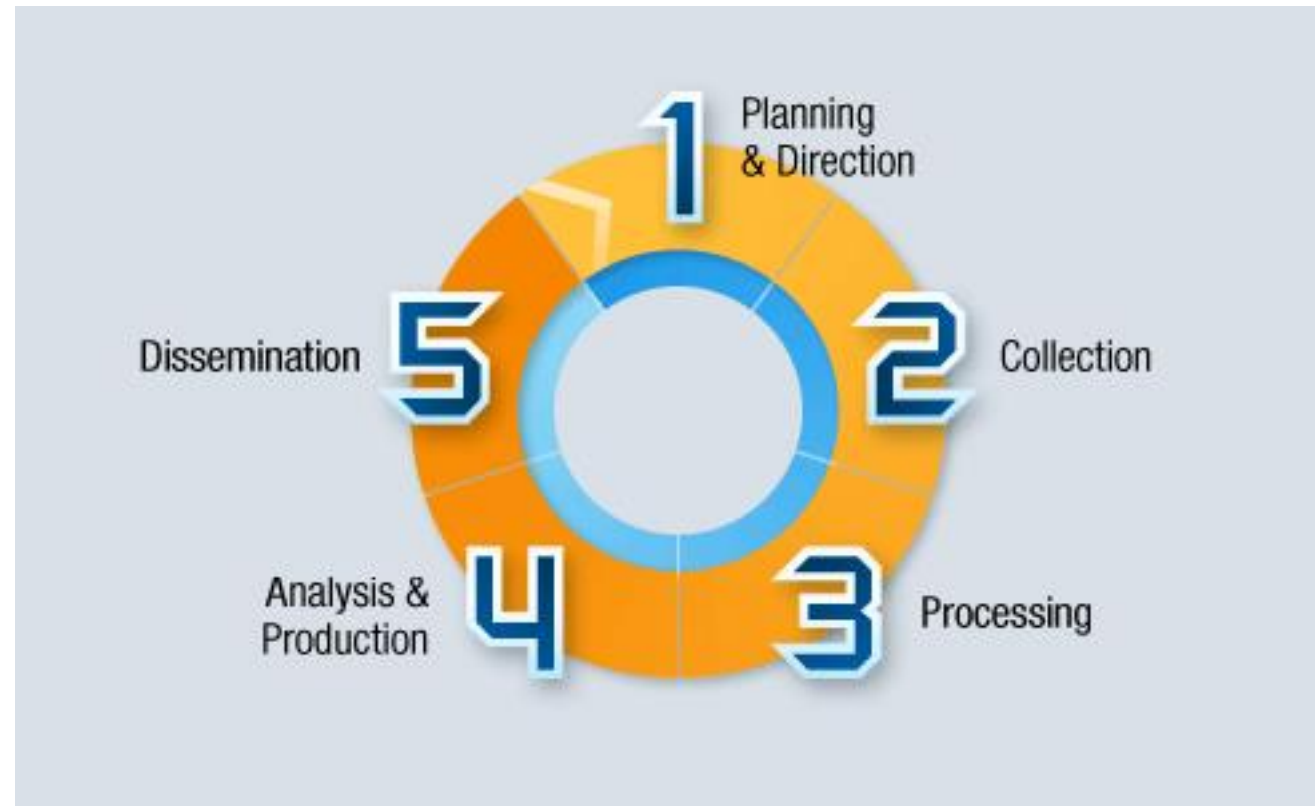 1
Planning
& Direction
2
Collection
3
Processing
4
Analysis &
Production
5
Dissemination